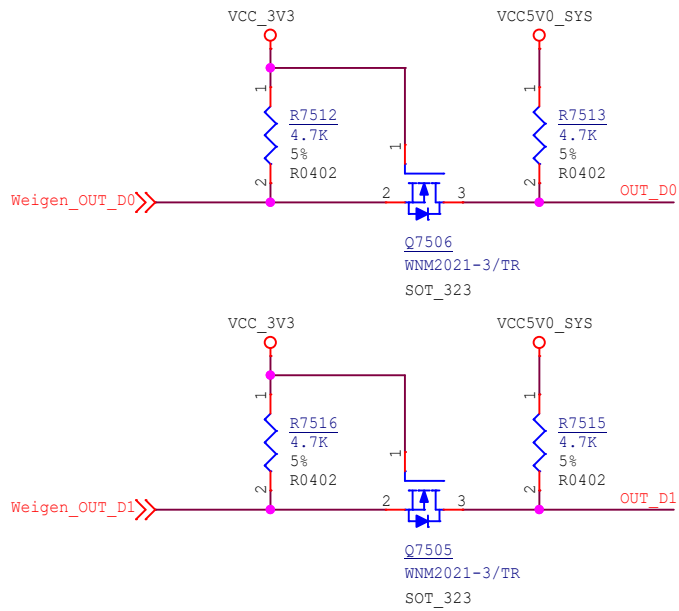 VCC_3V3
VCC5V0_SYS
1
R7512
4.7K
5%
R0402
2
1
1
R7513
4.7K
5%
R0402
2
Weigen_OUT_D0
2
3
OUT_D0
Q7506
WNM2021-3/TR
SOT_323
VCC_3V3
VCC5V0_SYS
1
R7516
4.7K
5%
R0402
2
1
1
R7515
4.7K
5%
R0402
2
Weigen_OUT_D1
2
3
OUT_D1
Q7505
WNM2021-3/TR
SOT_323